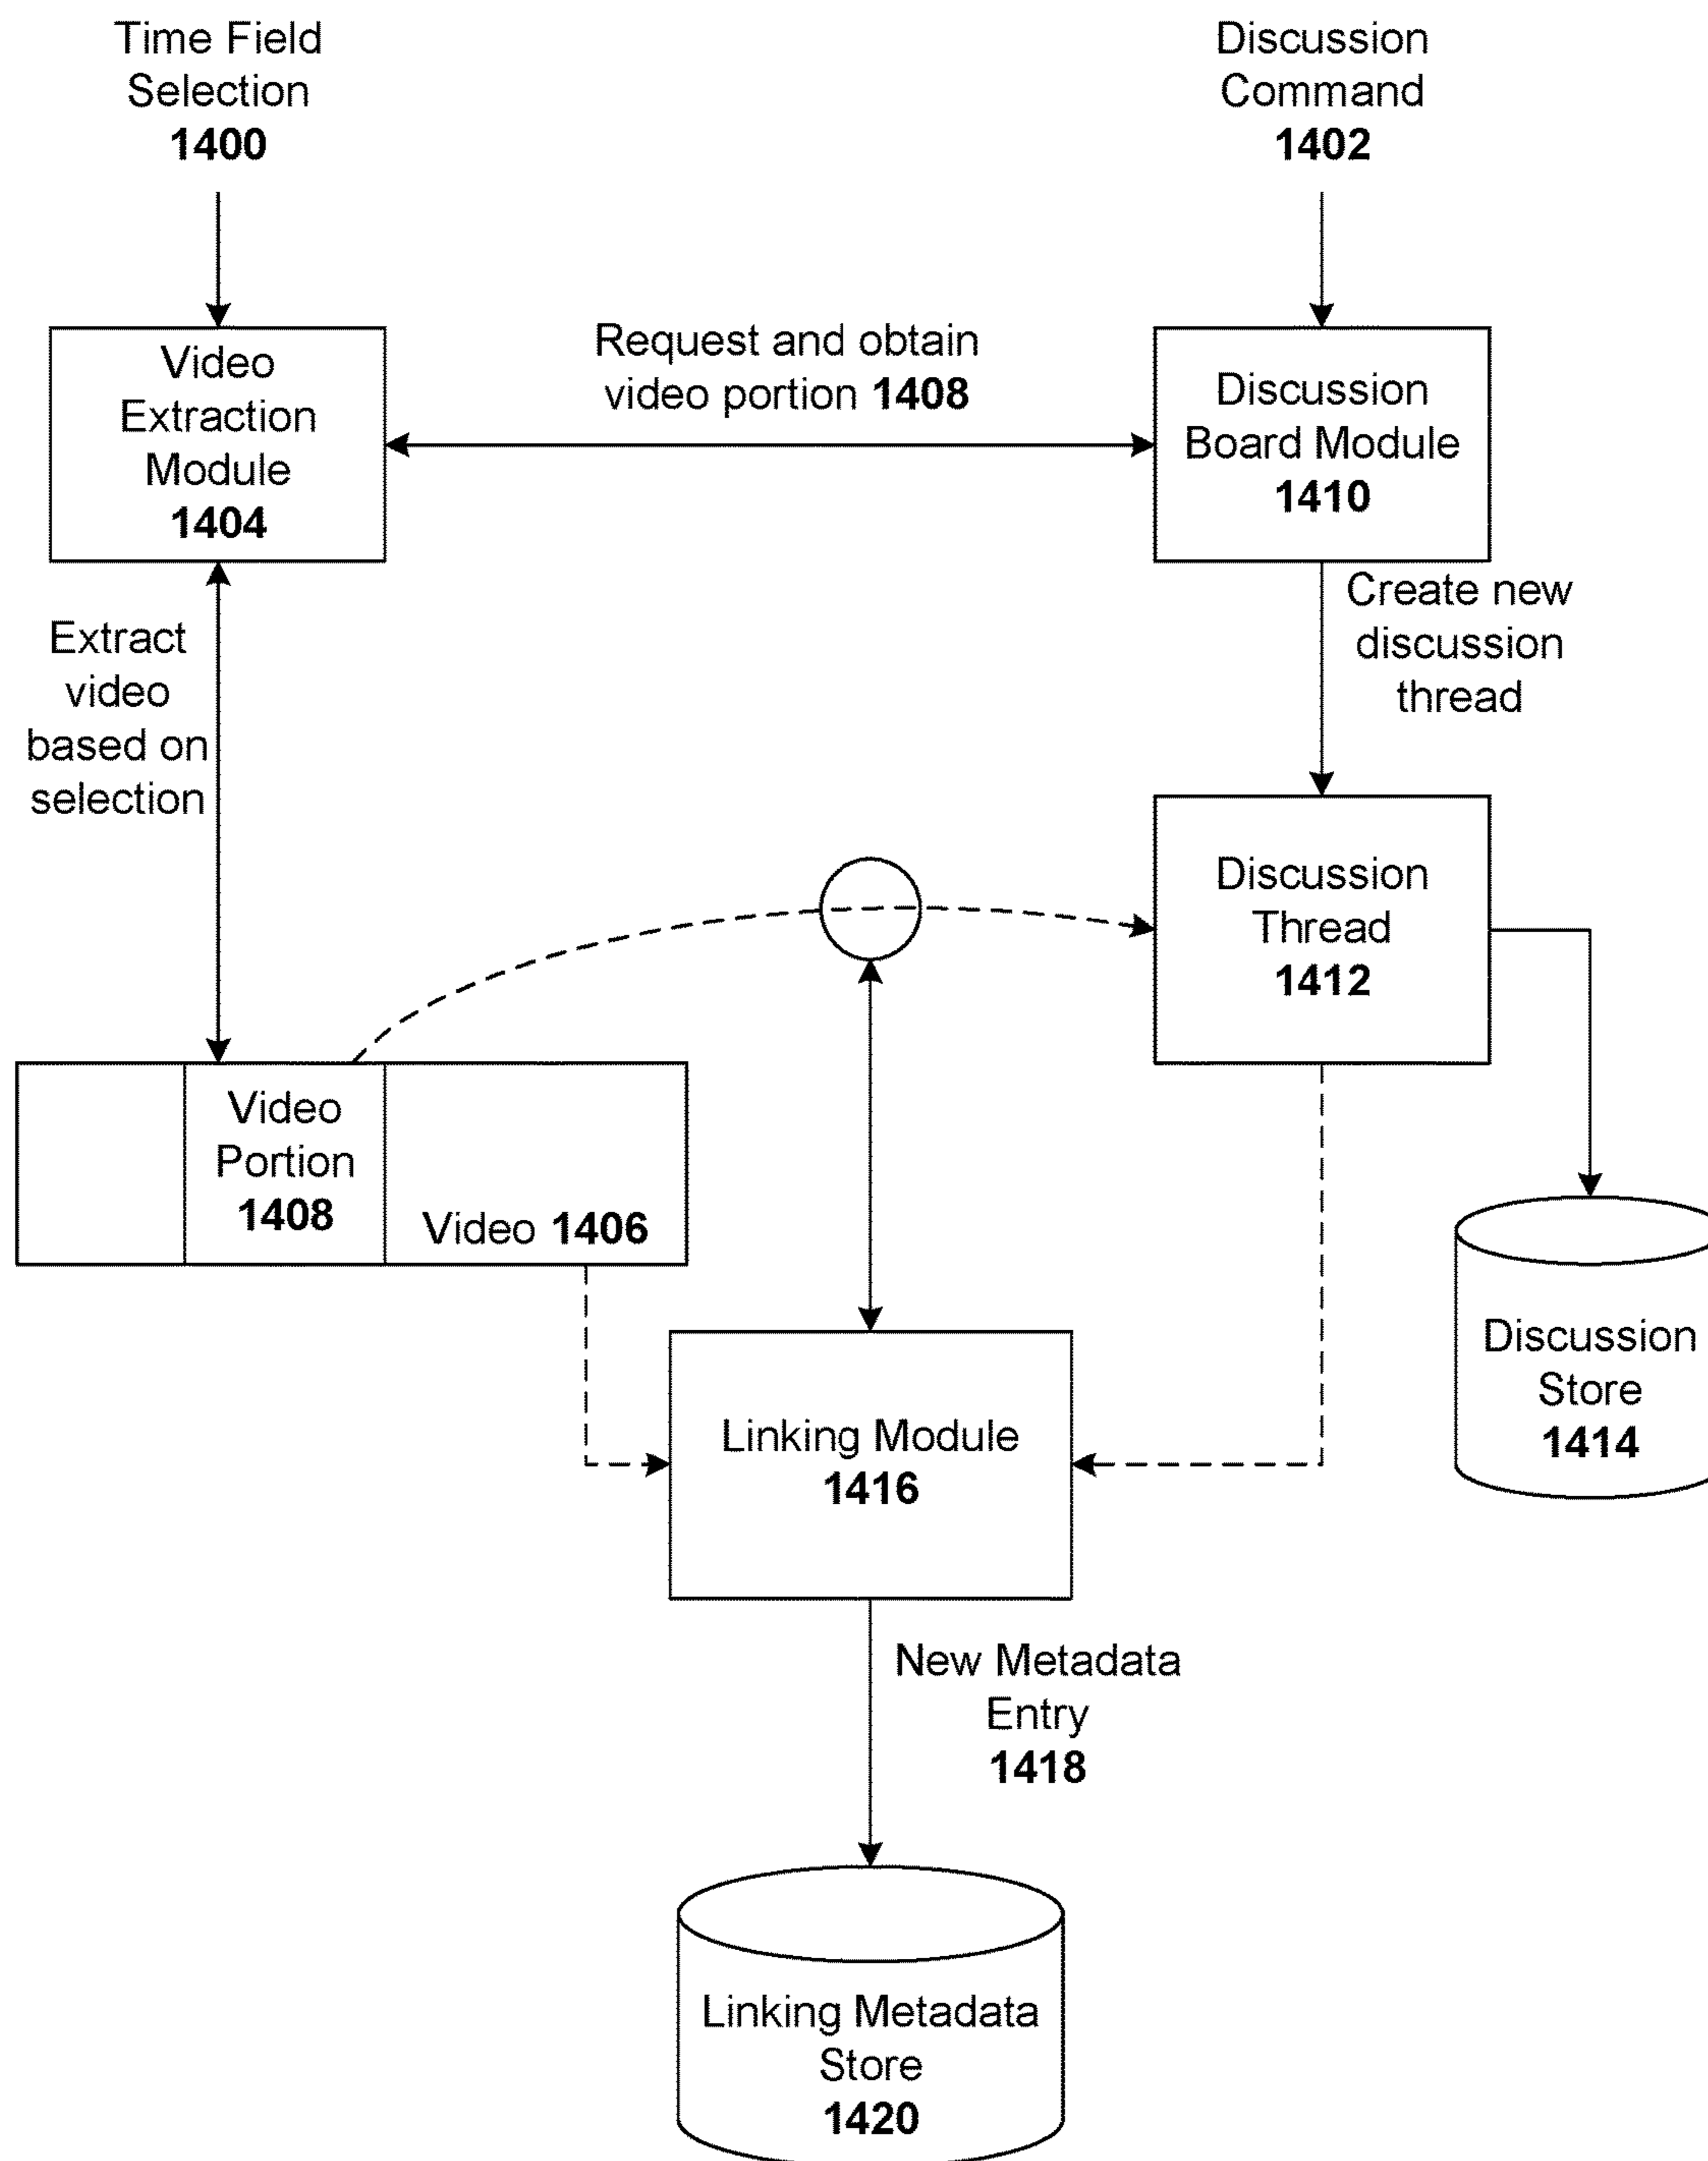 Time Field
Selection
1400
Discussion
Command
1402
Video
Extraction
Module
1404
Request and obtain
video portion 1408
Discussion
Board Module
1410
Extract
video
based on
selection
Create new
discussion
thread
Discussion
Thread
1412
Video
Portion
1408
Video 1406
Discussion
Store
1414
Linking Module
1416
New Metadata
Entry
1418
Linking Metadata
Store
1420